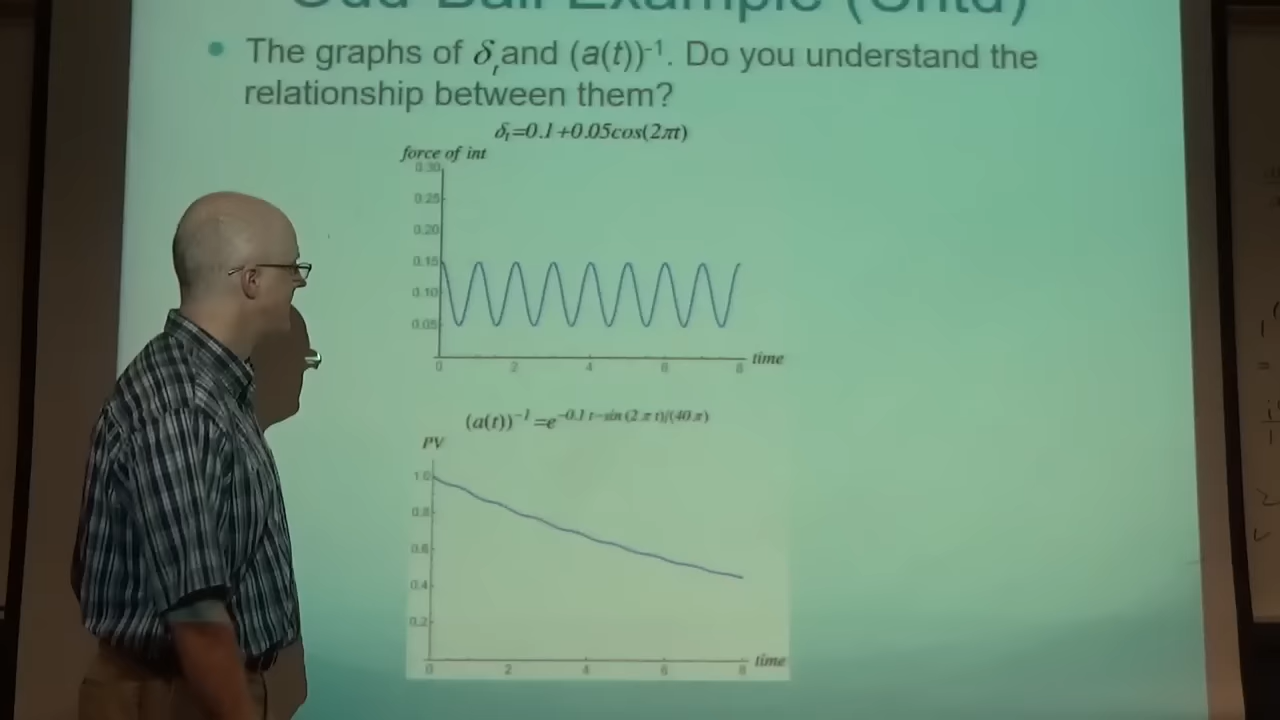 Odd-Ball Example (Cntd)
The graphs of δₜ and (a(t))⁻¹. Do you understand the
relationship between them?
δₜ=0.1+0.05cos(2πt)
force of int
0.30
0.25
0.20
0.15
0.10
0.05
0 2 4 6 8 time
(a(t))⁻¹=e^-0.1 t-sin (2 π t)/(40 π)
PV
1.0
0.8
0.6
0.4
0.2
0 2 4 6 8 time